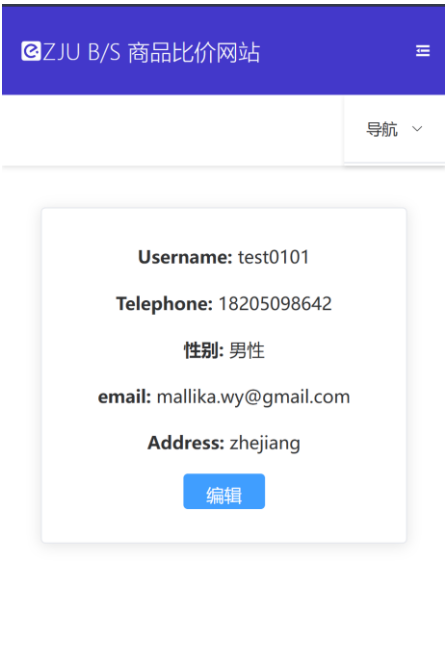 ZJU B/S 商品比价网站
导航
Username: test0101
Telephone: 18205098642
性别: 男性
email: mallika.wy@gmail.com
Address: zhejiang
编辑